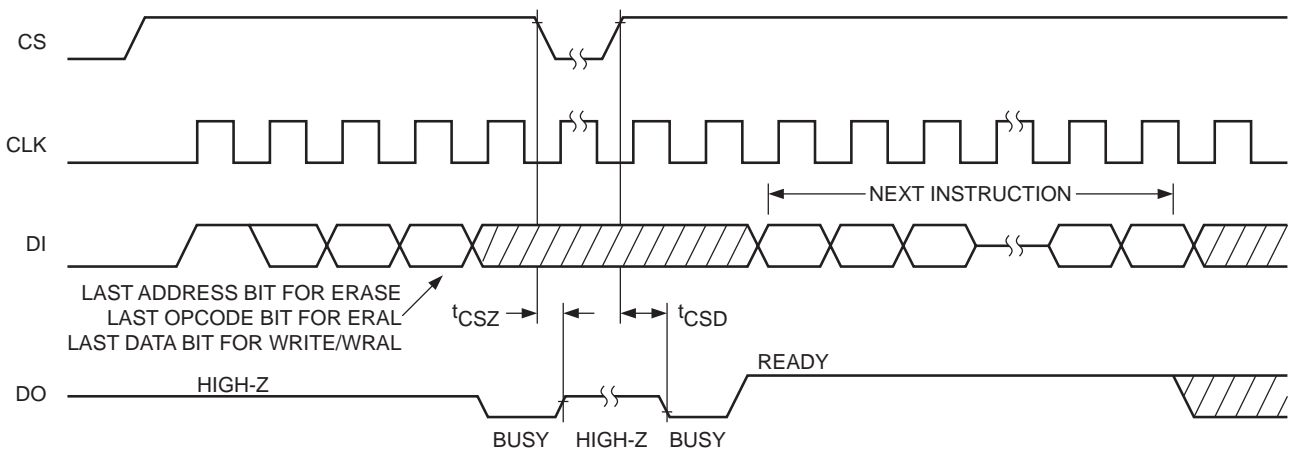 CS
CLK
NEXT INSTRUCTION
DI
LAST ADDRESS BIT FOR ERASE
LAST OPCODE BIT FOR ERAL
LAST DATA BIT FOR WRITE/WRAL
tCSZ
tCSD
READY
HIGH-Z
DO
BUSY
HIGH-Z
BUSY